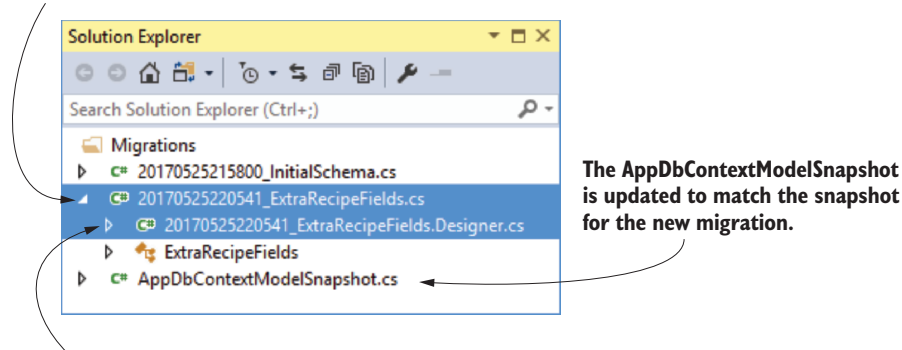 Solution Explorer
Search Solution Explorer (Ctrl+;)
Migrations
C# 20170525215800_InitialSchema.cs
C# 20170525220541_ExtraRecipeFields.cs
C# 20170525220541_ExtraRecipeFields.Designer.cs
ExtraRecipeFields
C# AppDbContextModelSnapshot.cs
The AppDbContextModelSnapshot
is updated to match the snapshot
for the new migration.